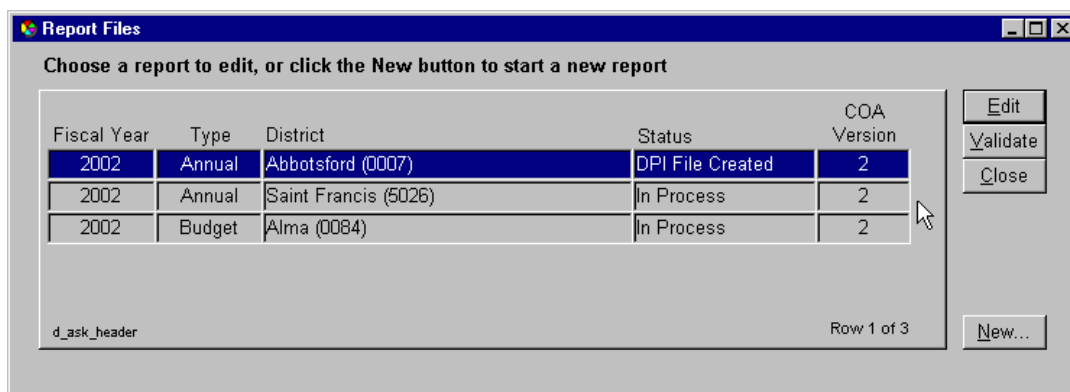 Report Files
Choose a report to edit, or click the New button to start a new report
COA
Fiscal Year Type District Status Version
2002 Annual Abbotsford (0007) DPI File Created 2
2002 Annual Saint Francis (5026) In Process 2
2002 Budget Alma (0084) In Process 2
d_ask_header Row 1 of 3
Edit
Validate
Close
New...